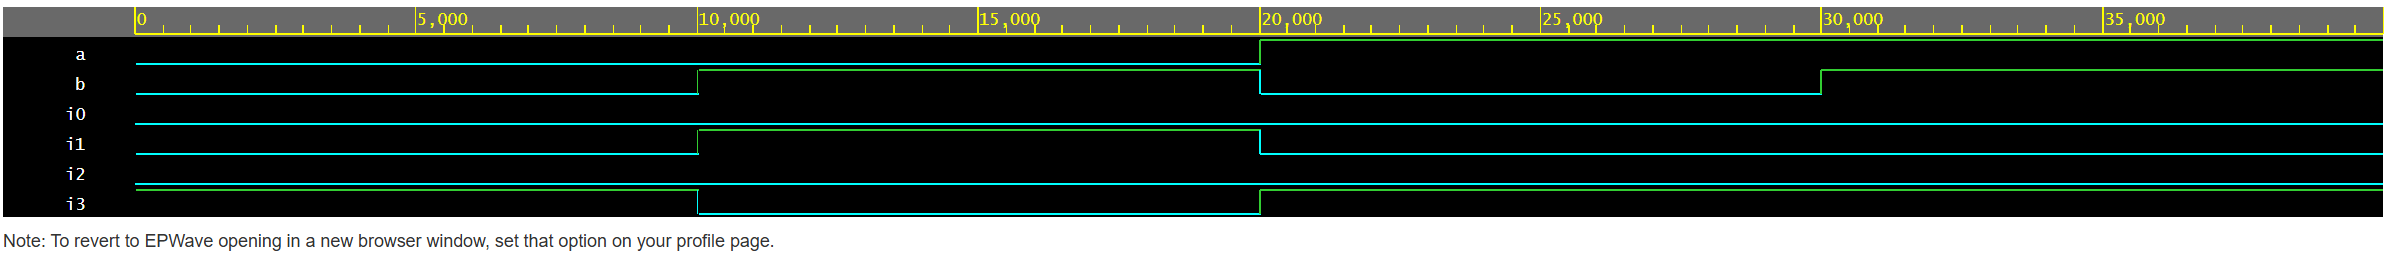 0 5,000 10,000 15,000 20,000 25,000 30,000 35,000
a
b
i0
i1
i2
i3
Note: To revert to EPWave opening in a new browser window, set that option on your profile page.